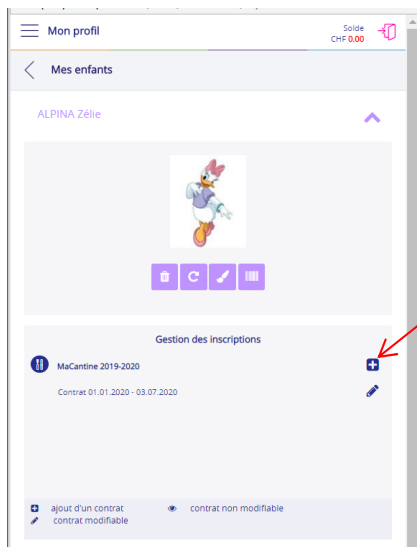 Mon profil
Solde
CHF 0.00
Mes enfants
ALPINA Zélie
Gestion des inscriptions
MaCantine 2019-2020
Contrat 01.01.2020 - 03.07.2020
ajout d'un contrat
contrat non modifiable
contrat modifiable